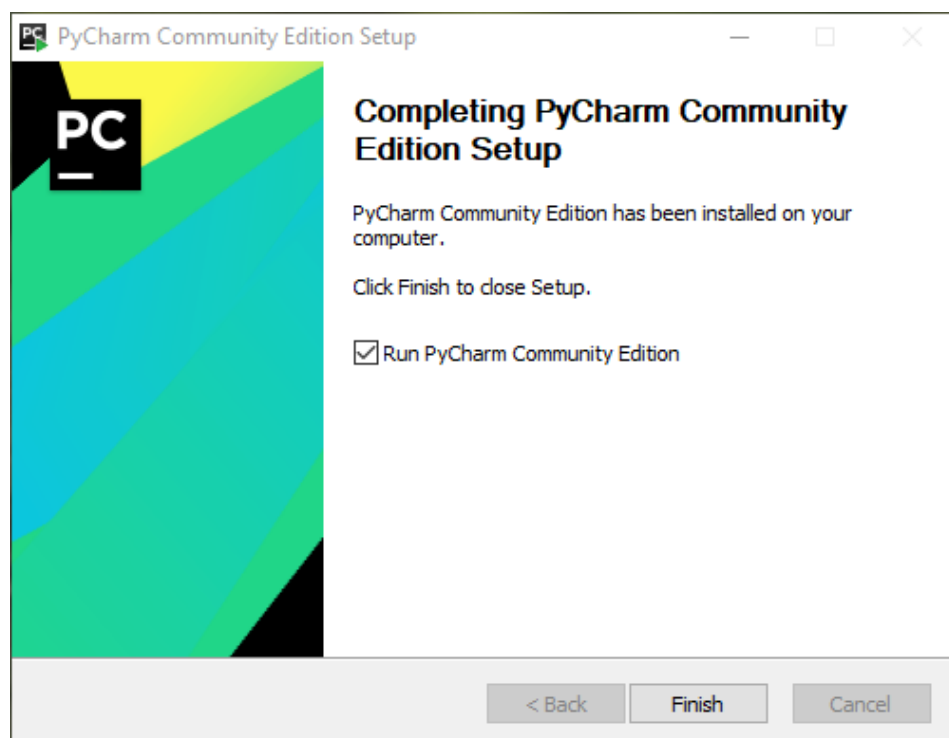 PyCharm Community Edition Setup
PC
Completing PyCharm Community
Edition Setup
PyCharm Community Edition has been installed on your
computer.
Click Finish to close Setup.
Run PyCharm Community Edition
< Back Finish Cancel